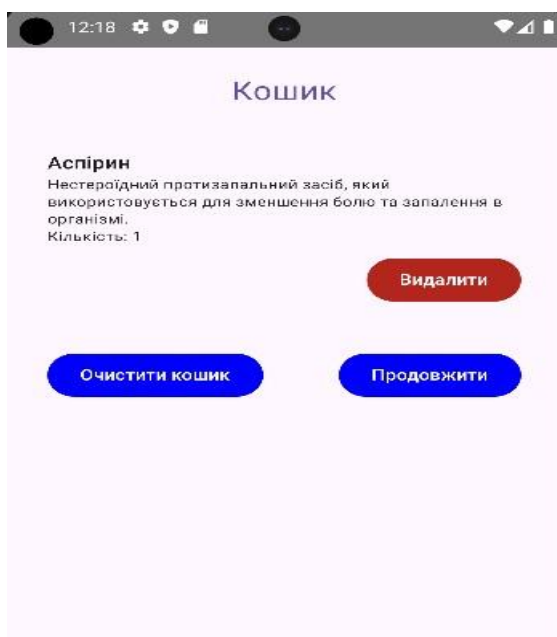 12:18
Кошик
Аспірин
Нестероїдний протизапальний засіб, який
використовується для зменшення болю та запалення в
організмі.
Кількість: 1
Видалити
Очистити кошик
Продовжити